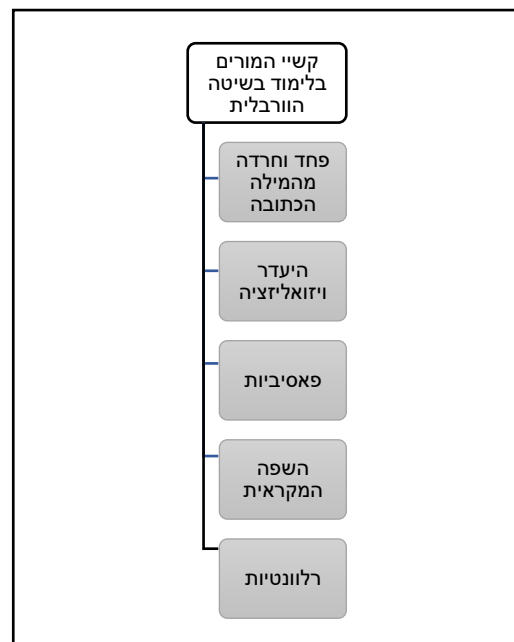 קשיי המורים
בלימוד בשיטה
הוורבלית
פחד וחרדה
מהמילה
הכתובה
היעדר
ויזואליזציה
פאסיביות
השפה
המקראית
רלוונטיות